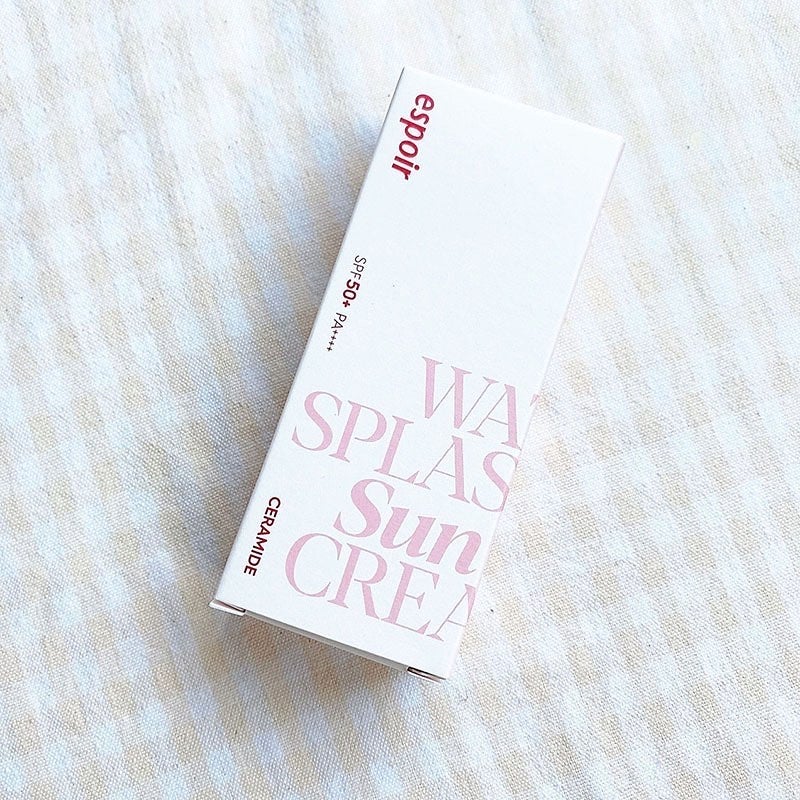 espoir
SPF50+ PA++++
WA
SPLAS
Sun
CREA
CERAMIDE